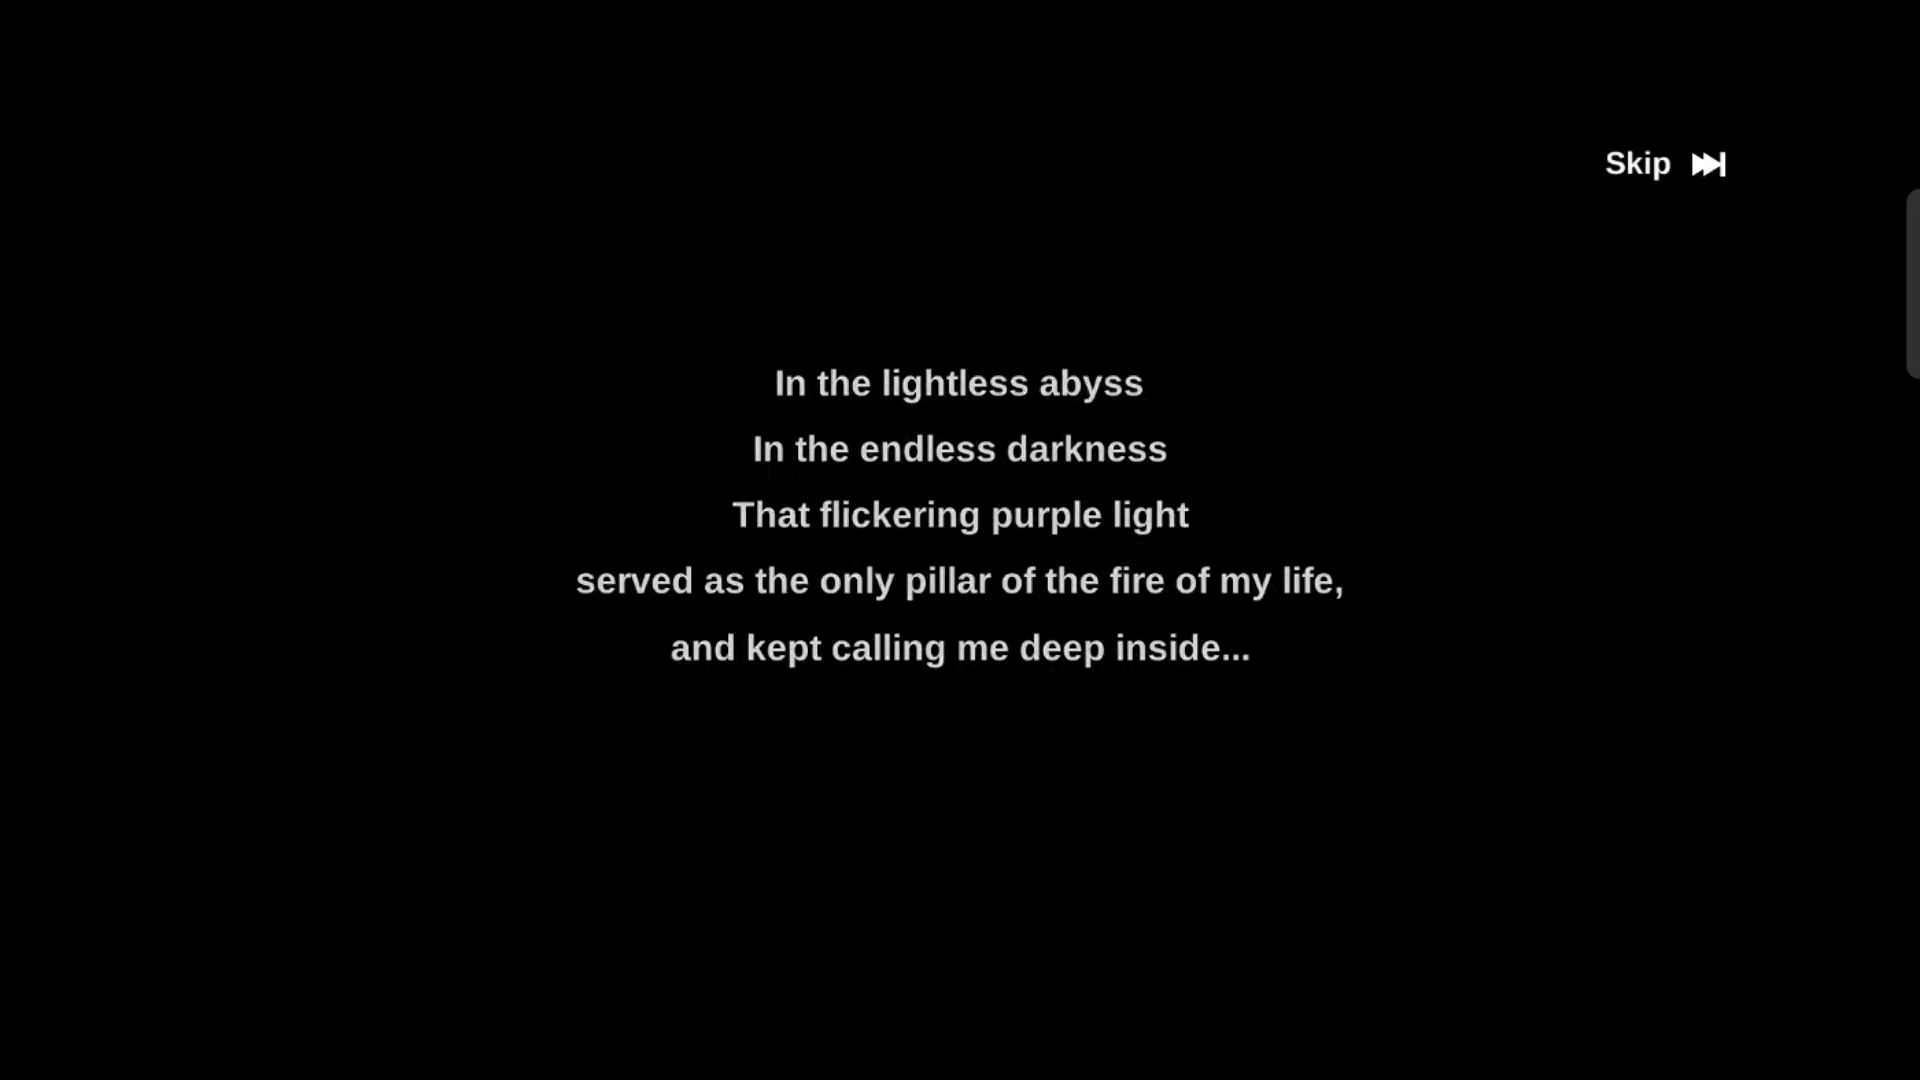 Skip
In the lightless abyss
In the endless darkness
That flickering purple light
served as the only pillar of the fire of my life,
and kept calling me deep inside...